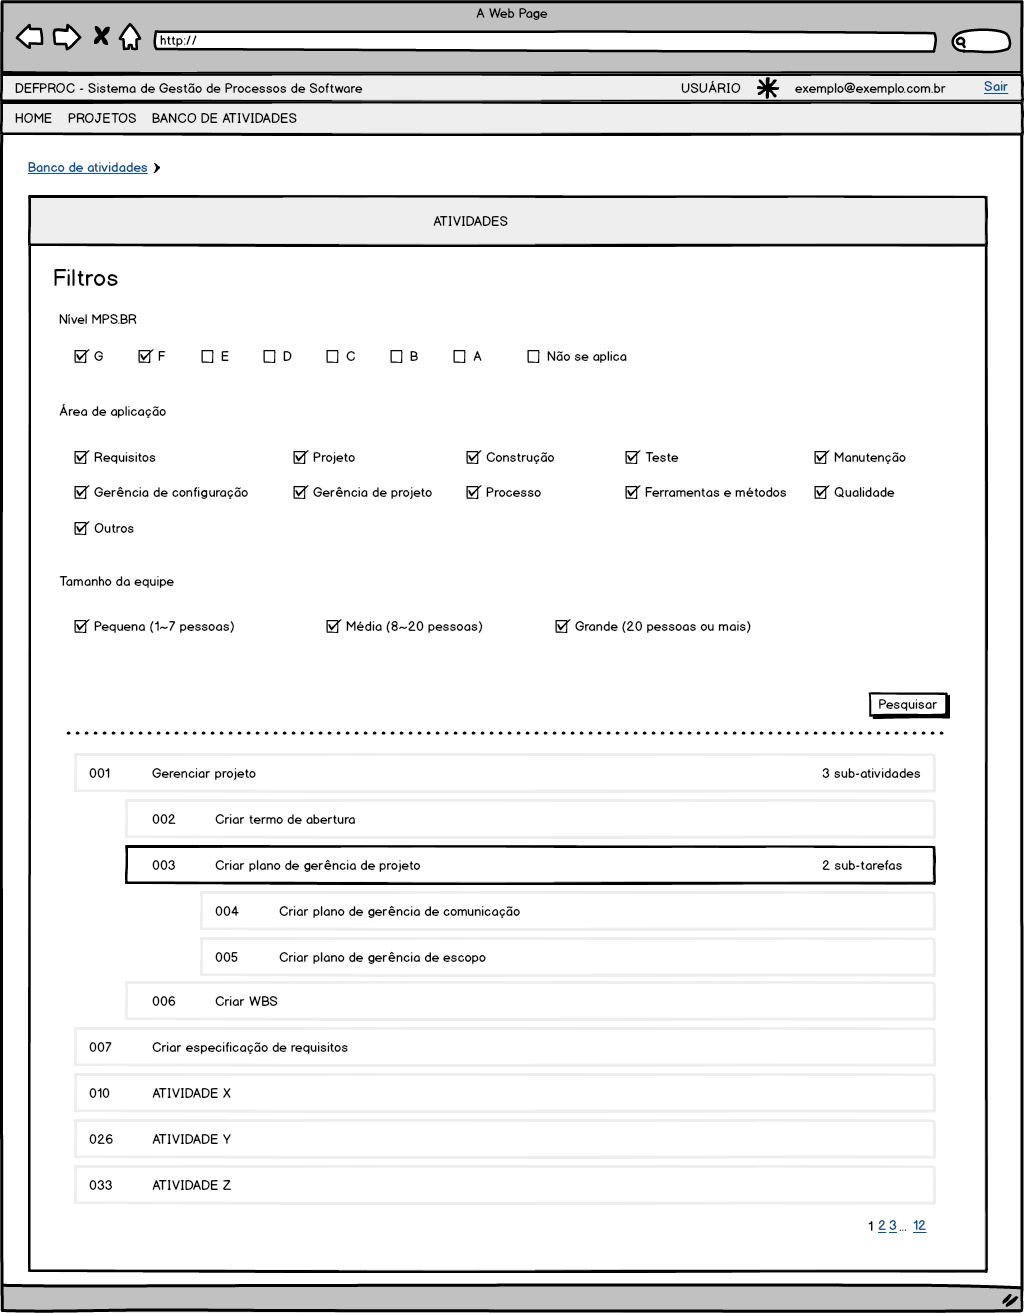 A Web Page
http://
DEFPROC - Sistema de Gestão de Processos de Software USUÁRIO exemplo@exemplo.com.br Sair
HOME PROJETOS BANCO DE ATIVIDADES
Banco de atividades
ATIVIDADES
Filtros
Nível MPS.BR
G F E D C B A Não se aplica
Área de aplicação
Requisitos Projeto Construção Teste Manutenção
Gerência de configuração Gerência de projeto Processo Ferramentas e métodos Qualidade
Outros
Tamanho da equipe
Pequena (1~7 pessoas) Média (8~20 pessoas) Grande (20 pessoas ou mais)
Pesquisar
001 Gerenciar projeto 3 sub-atividades
002 Criar termo de abertura
003 Criar plano de gerência de projeto 2 sub-tarefas
004 Criar plano de gerência de comunicação
005 Criar plano de gerência de escopo
006 Criar WBS
007 Criar especificação de requisitos
010 ATIVIDADE X
026 ATIVIDADE Y
033 ATIVIDADE Z
1 2 3 ... 12